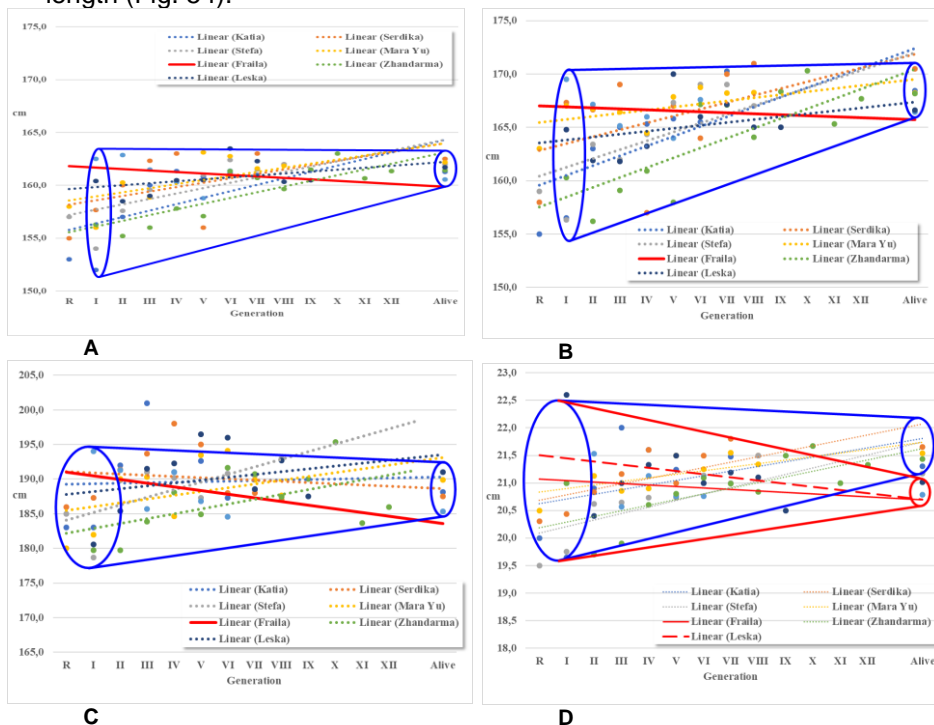 length (Fig. 34).
175,0
Linear (Katia) Linear (Serdika)
Linear (Stefa) Linear (Mara Yu)
Linear (Fraila) Linear (Zhandarma)
Linear (Leska)
170,0
cm
165,0
160,0
155,0
150,0
R I II III IV V VI VII VIII IX X XI XII Alive
Generation
A
175,0
170,0
cm
165,0
160,0
155,0
150,0
Linear (Katia) Linear (Serdika)
Linear (Stefa) Linear (Mara Yu)
Linear (Fraila) Linear (Zhandarma)
Linear (Leska)
R I II III IV V VI VII VIII IX X XI XII Alive
Generation
B
205,0
200,0
195,0
190,0
cm
185,0
180,0
175,0
170,0
165,0
Linear (Katia) Linear (Serdika)
Linear (Stefa) Linear (Mara Yu)
Linear (Fraila) Linear (Zhandarma)
Linear (Leska)
R I II III IV V VI VII VIII IX X XI XII Alive
Generation
C
23,0
22,5
22,0
21,5
cm
21,0
20,5
20,0
19,5
19,0
18,5
18,0
Linear (Katia) Linear (Serdika)
Linear (Stefa) Linear (Mara Yu)
Linear (Fraila) Linear (Zhandarma)
Linear (Leska)
R I II III IV V VI VII VIII IX X XI XII Alive
Generation
D